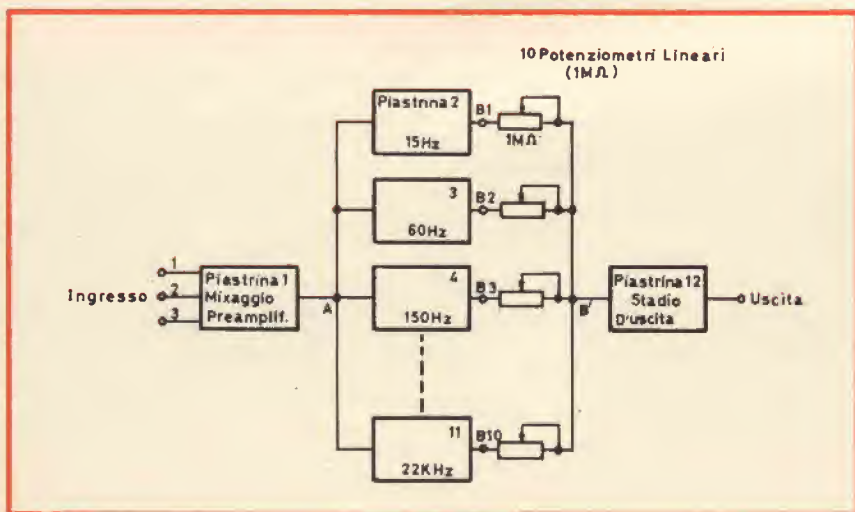 10 Potenziometri Lineari
(1MΩ)
Piastrina 2
15Hz
B1
1MΩ
3
60Hz
B2
4
150Hz
B3
11
22KHz
B10
Ingresso
1
2
3
Piastrina 1
Mixaggio
Preamplif.
A
B'
Piastrina 12
Stadio
D'uscita
Uscita